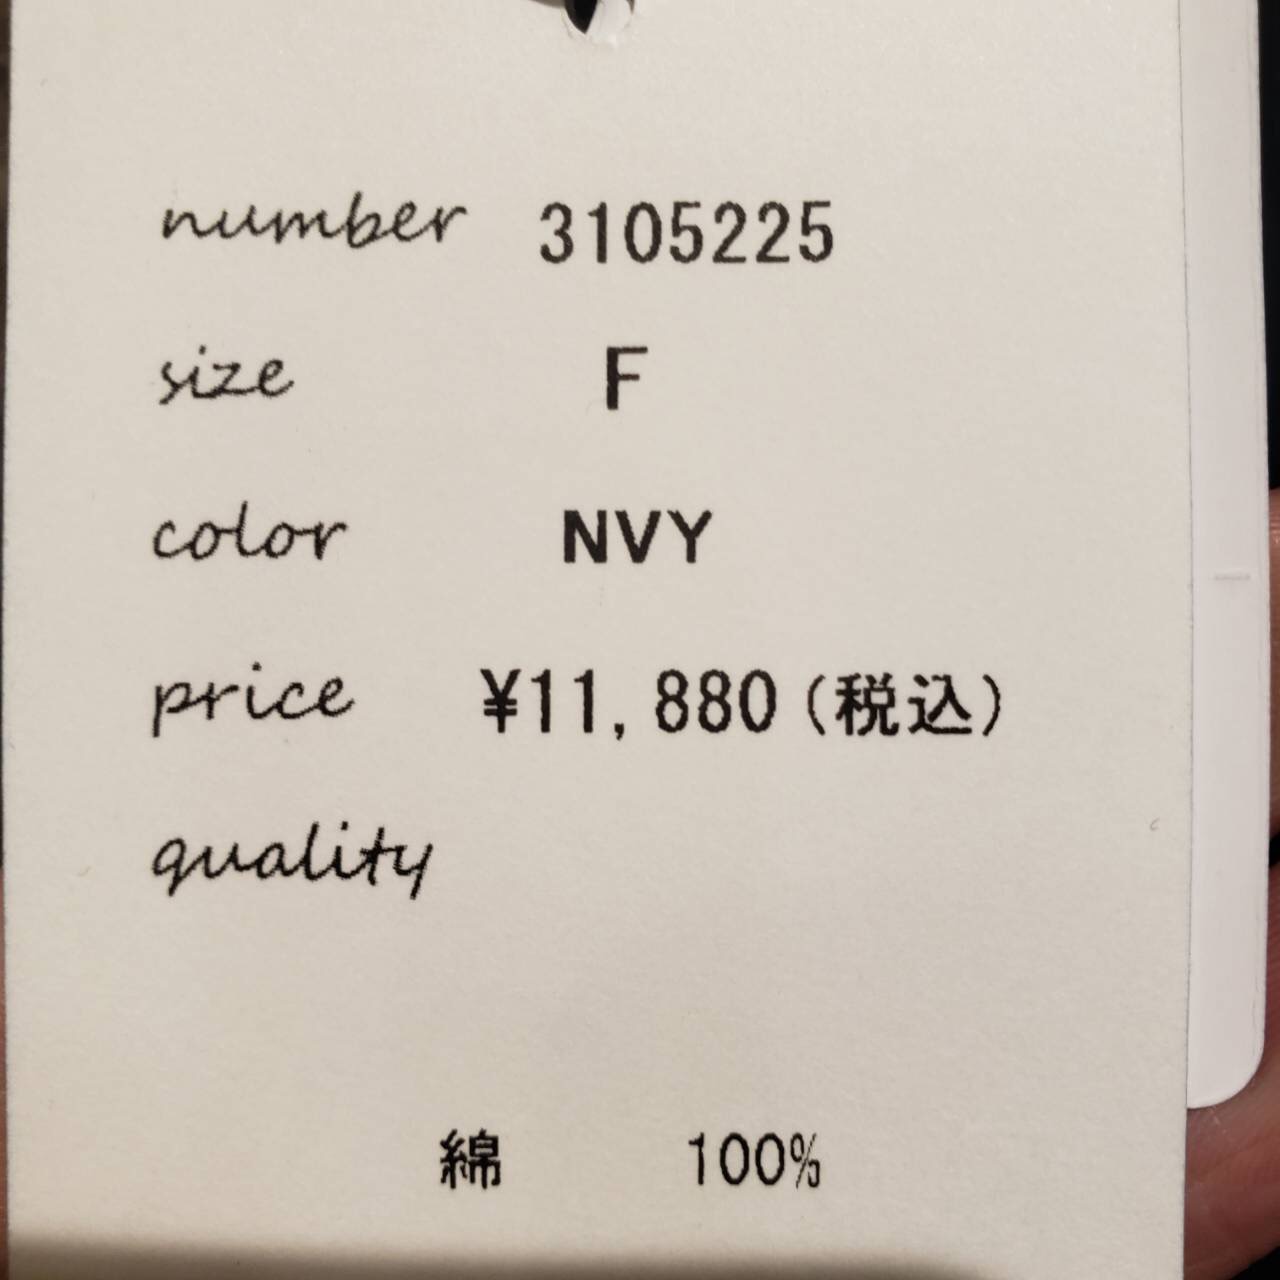 number 3105225
size F
color NVY
price ¥11,880(税込)
quality
綿 100%